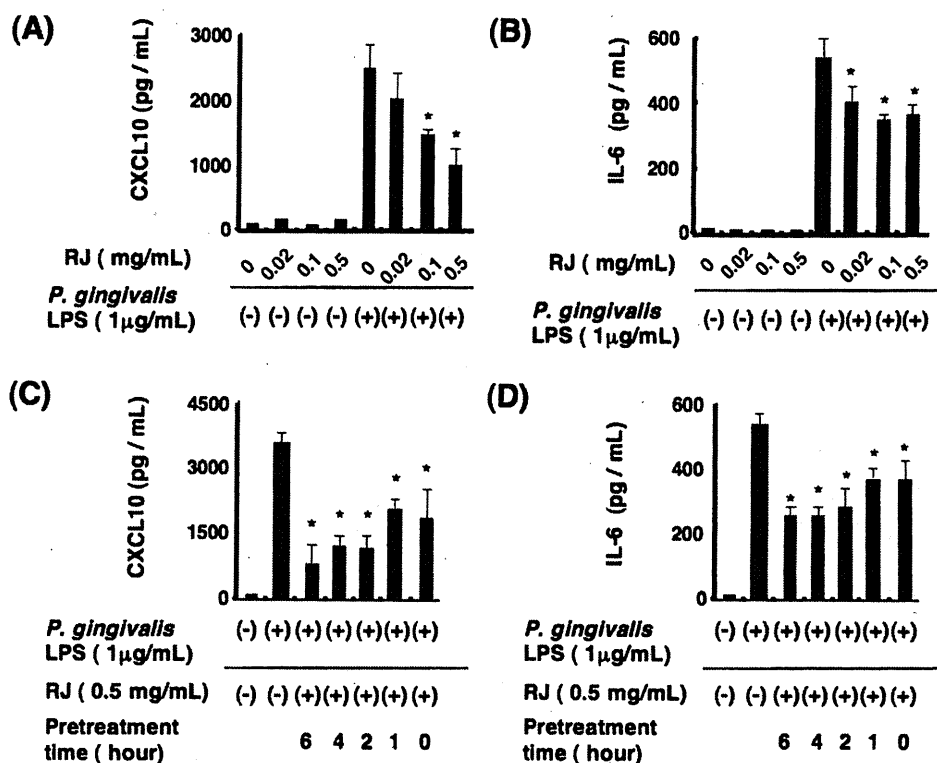 (A)
CXCL10 (pg / mL)
3000
2000
1000
0
*
*
RJ ( mg/mL)
0 0.02 0.1 0.5 0 0.02 0.1 0.5
P. gingivalis
LPS ( 1μg/mL)
(-) (-) (-) (-) (+) (+) (+) (+)
(B)
IL-6 (pg / mL)
600
400
200
0
* * *
RJ ( mg/mL)
0 0.02 0.1 0.5 0 0.02 0.1 0.5
P. gingivalis
LPS ( 1μg/mL)
(-) (-) (-) (-) (+) (+) (+) (+)
(C)
CXCL10 (pg / mL)
4500
3000
1500
0
* * * * *
P. gingivalis
LPS ( 1μg/mL)
(-) (+) (+) (+) (+) (+) (+)
RJ ( 0.5 mg/mL)
(-) (-) (+) (+) (+) (+) (+)
Pretreatment
time ( hour)
6 4 2 1 0
(D)
IL-6 (pg / mL)
600
400
200
0
* * * * *
P. gingivalis
LPS ( 1μg/mL)
(-) (+) (+) (+) (+) (+) (+)
RJ ( 0.5 mg/mL)
(-) (-) (+) (+) (+) (+) (+)
Pretreatment
time ( hour)
6 4 2 1 0